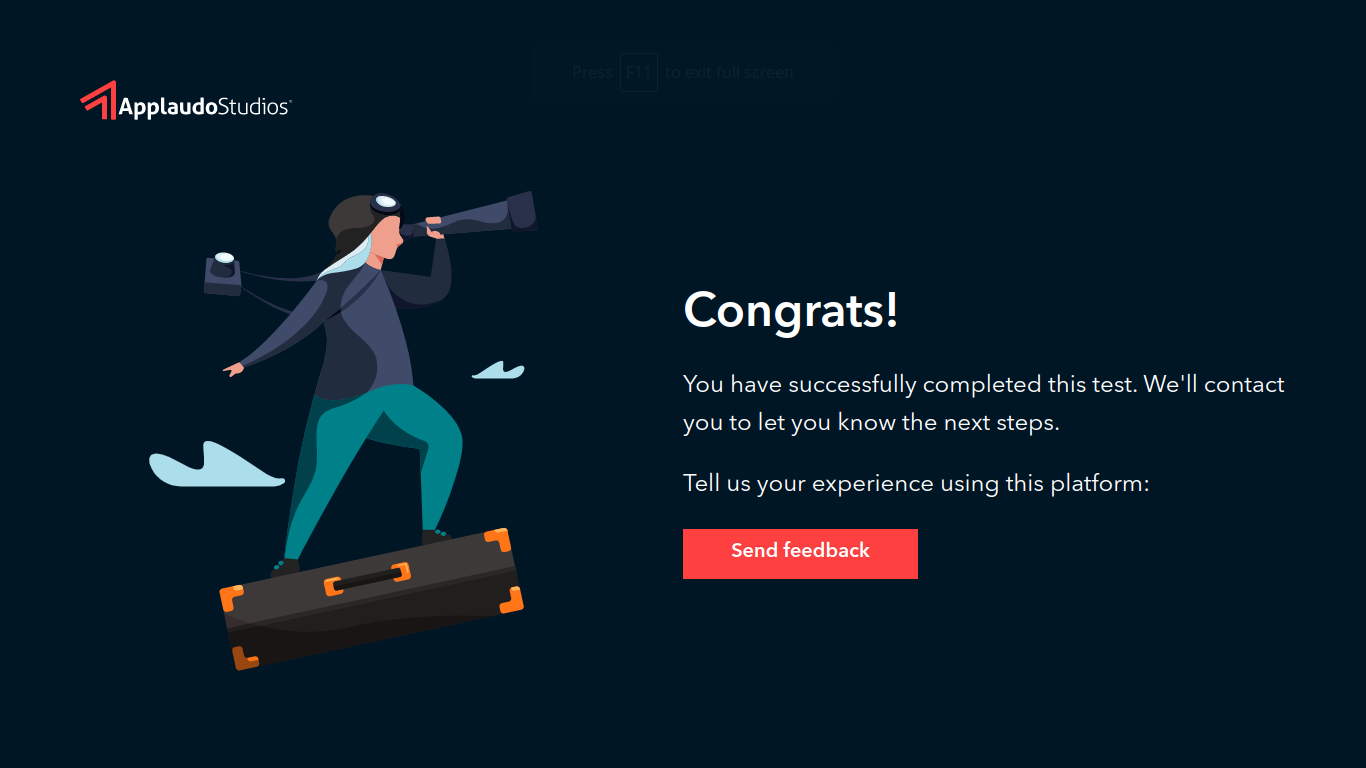 Press F11 to exit full screen
ApplaudoStudios
Congrats!
You have successfully completed this test. We'll contact
you to let you know the next steps.
Tell us your experience using this platform:
Send feedback